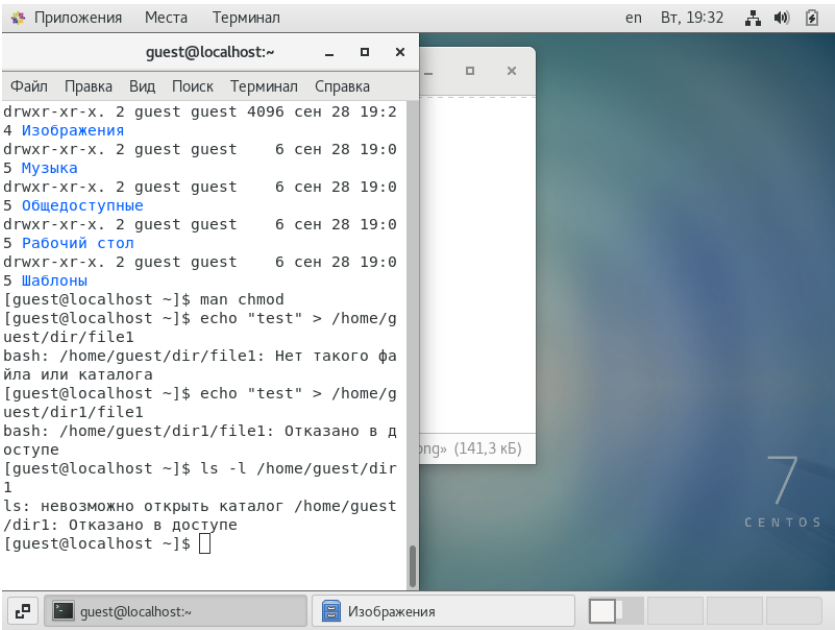 Приложения Места Терминал en Вт, 19:32
guest@localhost:~
Файл Правка Вид Поиск Терминал Справка
drwxr-xr-x. 2 guest guest 4096 сен 28 19:2
4 Изображения
drwxr-xr-x. 2 guest guest    6 сен 28 19:0
5 Музыка
drwxr-xr-x. 2 guest guest    6 сен 28 19:0
5 Общедоступные
drwxr-xr-x. 2 guest guest    6 сен 28 19:0
5 Рабочий стол
drwxr-xr-x. 2 guest guest    6 сен 28 19:0
5 Шаблоны
[guest@localhost ~]$ man chmod
[guest@localhost ~]$ echo "test" > /home/g
uest/dir/file1
bash: /home/guest/dir/file1: Нет такого фа
йла или каталога
[guest@localhost ~]$ echo "test" > /home/g
uest/dir1/file1
bash: /home/guest/dir1/file1: Отказано в д
оступе
[guest@localhost ~]$ ls -l /home/guest/dir
1
ls: невозможно открыть каталог /home/guest
/dir1: Отказано в доступе
[guest@localhost ~]$
png» (141,3 кБ)
7
CENTOS
guest@localhost:~
Изображения